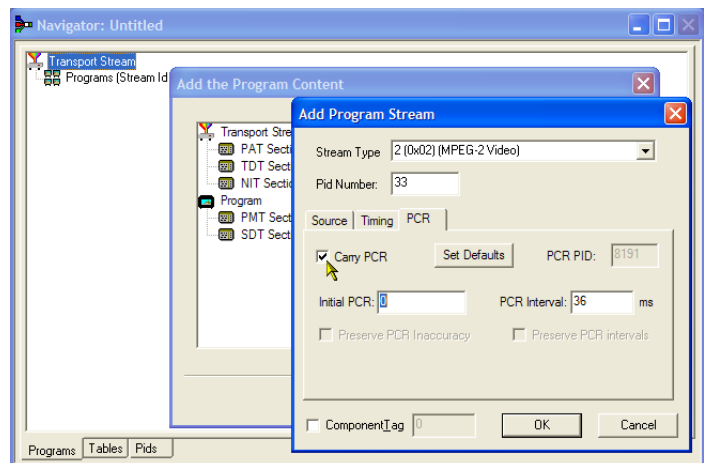 Navigator: Untitled
Transport Stream
Programs (Stream Id
Add the Program Content
Transport Stre
PAT Secti
TDT Sect
NIT Sectio
Program
PMT Sect
SDT Sect
Add Program Stream
Stream Type 2 (0x02) (MPEG-2 Video)
Pid Number: 33
Source Timing PCR
Carry PCR Set Defaults PCR PID: 8191
Initial PCR: 0 PCR Interval: 36 ms
Preserve PCR Inaccuracy Preserve PCR intervals
ComponentTag 0 OK Cancel
Programs Tables Pids